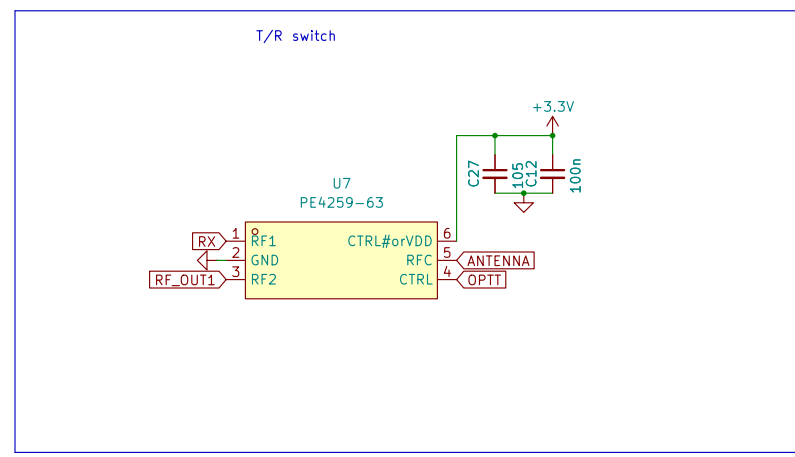 T/R switch
+3.3V
C27
105
C12
100n
U7
PE4259-63
RX 1 RF1 CTRL#orVDD 6
2 GND RFC 5 ANTENNA
RF_OUT1 3 RF2 CTRL 4 OPTT